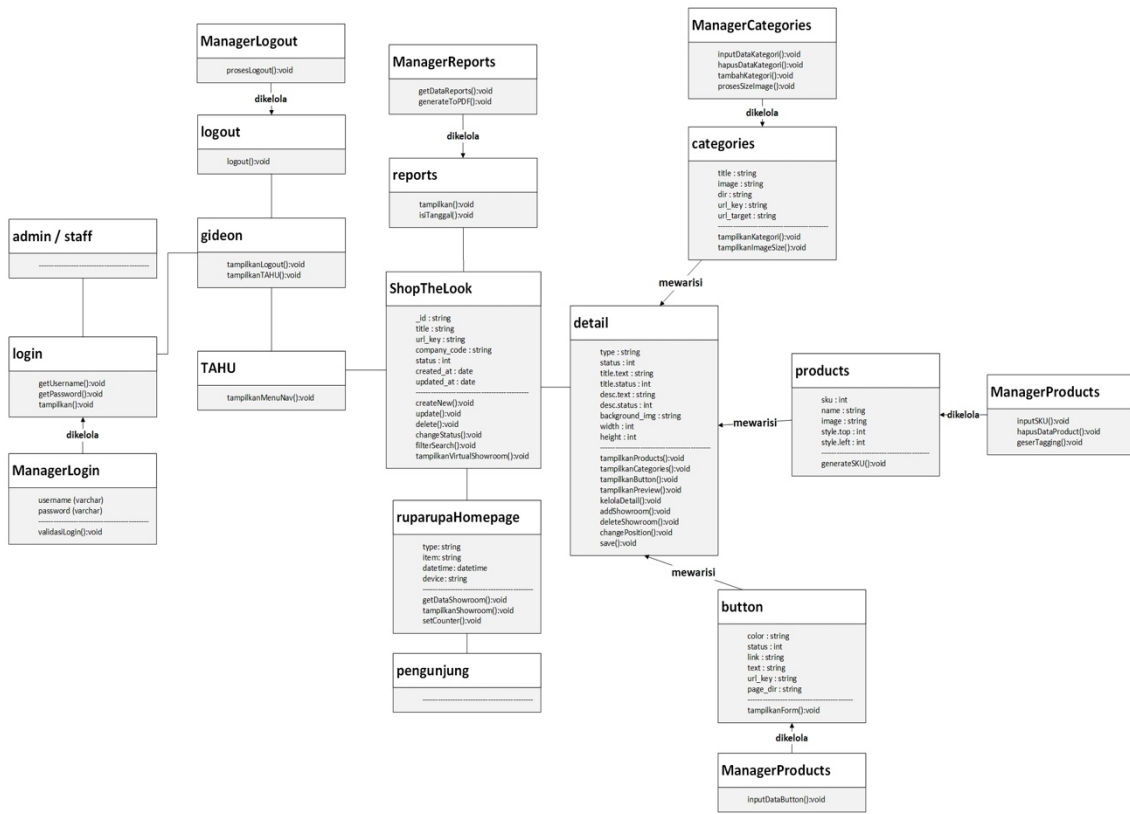 ManagerLogout
prosesLogout():void
dikelola
logout
logout():void
gideon
tampilkanLogout():void
tampilkanTAHU():void
admin / staff
login
getUsername():void
getPassword():void
tampilkan():void
dikelola
ManagerLogin
username (varchar)
password (varchar)
validasiLogin():void
TAHU
tampilkanMenuNav():void
ManagerReports
getDataReports():void
generateToPDF():void
dikelola
reports
tampilkan():void
isiTanggal():void
ShopTheLook
_id : string
title : string
url_key : string
company_code : string
status : int
created_at : date
updated_at : date
createNew():void
update():void
delete():void
changeStatus():void
filterSearch():void
tampilkanVirtualShowroom():void
ruparupaHomepage
type: string
item: string
datetime: datetime
device: string
getDataShowroom():void
tampilkanShowroom():void
setCounter():void
pengunjung
ManagerCategories
inputDataKategori():void
hapusDataKategori():void
tambahKategori():void
prosesSizeImage():void
dikelola
categories
title : string
image : string
dir : string
url_key : string
url_target : string
tampilkanKategori():void
tampilkanImageSize():void
mewarisi
detail
type : string
status : int
title.text : string
title.status : int
desc.text : string
desc.status : int
background_img : string
width : int
height : int
tampilkanProducts():void
tampilkanCategories():void
tampilkanButton():void
tampilkanPreview():void
kelolaDetail():void
addShowroom():void
deleteShowroom():void
changePosition():void
save():void
mewarisi
products
sku : int
name : string
image : string
style.top : int
style.left : int
generateSKU():void
dikelola
ManagerProducts
inputSKU():void
hapusDataProduct():void
geserTagging():void
mewarisi
button
color : string
status : int
link : string
text : string
url_key : string
page_dir : string
tampilkanForm():void
dikelola
ManagerProducts
inputDataButton():void